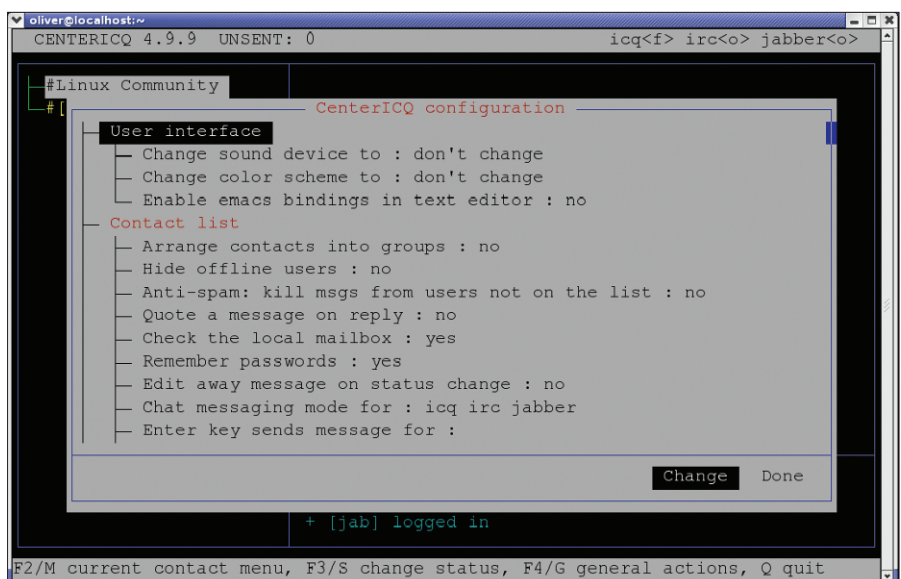 oliver@localhost:~
CENTERICQ 4.9.9 UNSENT: 0 icq<f> irc<o> jabber<o>
#Linux Community
#[
CenterICQ configuration
User interface
Change sound device to : don't change
Change color scheme to : don't change
Enable emacs bindings in text editor : no
Contact list
Arrange contacts into groups : no
Hide offline users : no
Anti-spam: kill msgs from users not on the list : no
Quote a message on reply : no
Check the local mailbox : yes
Remember passwords : yes
Edit away message on status change : no
Chat messaging mode for : icq irc jabber
Enter key sends message for :
Change Done
+ [jab] logged in
F2/M current contact menu, F3/S change status, F4/G general actions, Q quit